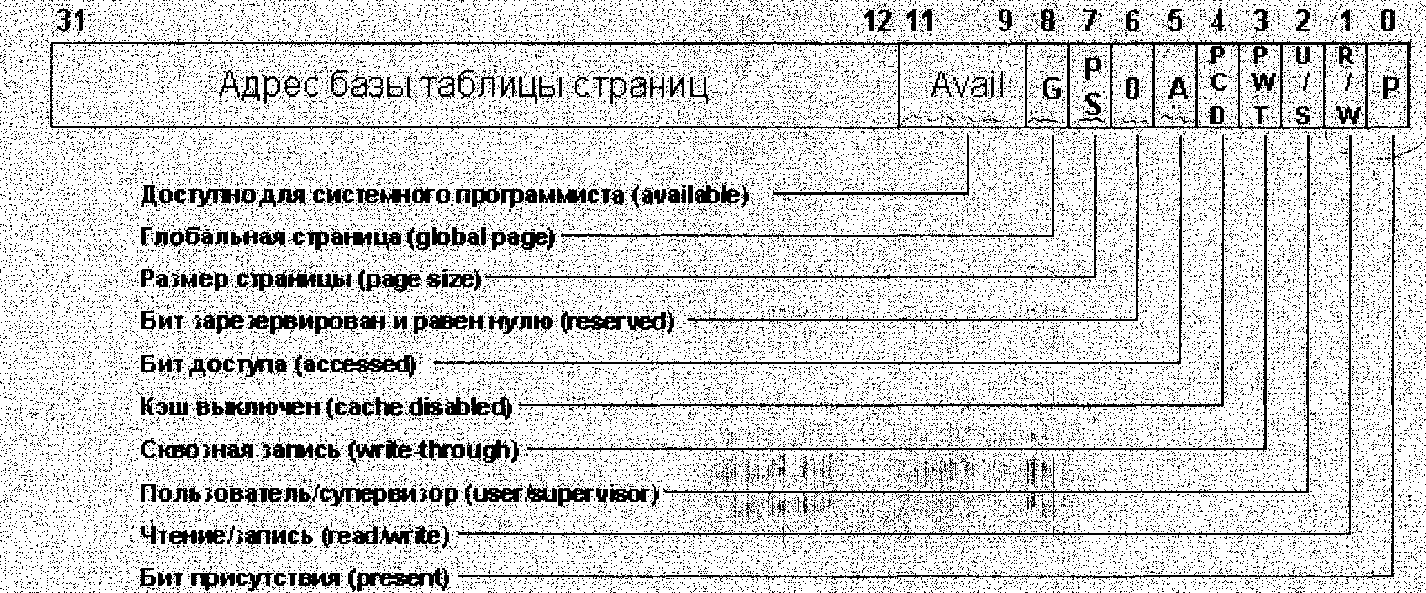 31 12 11 9 8 7 6 5 4 3 2 1 0
Адрес базы таблицы страниц Avail G PS 0 A PCD PWT U/S R/W P
Доступно для системного программиста (available)
Глобальная страница (global page)
Размер страницы (page size)
Бит зарезервирован и равен нулю (reserved)
Бит доступа (accessed)
Кэш выключен (cache disabled)
Сквозная запись (write-through)
Пользователь/супервизор (user/supervisor)
Чтение/запись (read/write)
Бит присутствия (present)